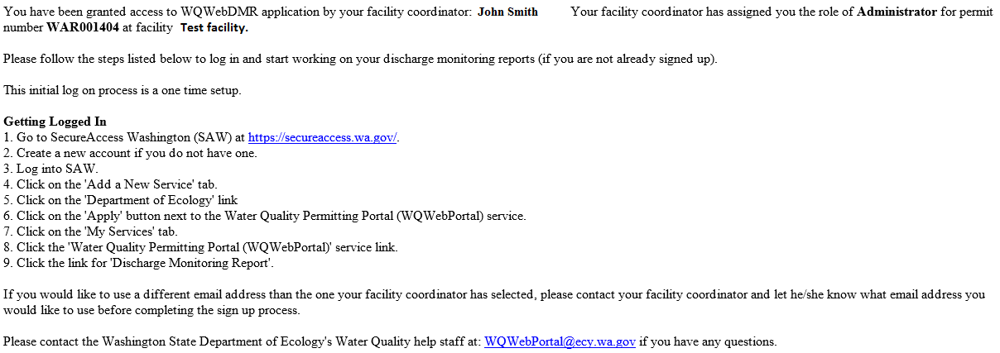 You have been granted access to WQWebDMR application by your facility coordinator: John Smith Your facility coordinator has assigned you the role of Administrator for permit
number WAR001404 at facility Test facility.
Please follow the steps listed below to log in and start working on your discharge monitoring reports (if you are not already signed up).
This initial log on process is a one time setup.
Getting Logged In
1. Go to SecureAccess Washington (SAW) at https://secureaccess.wa.gov/.
2. Create a new account if you do not have one.
3. Log into SAW.
4. Click on the 'Add a New Service' tab.
5. Click on the 'Department of Ecology' link
6. Click on the 'Apply' button next to the Water Quality Permitting Portal (WQWebPortal) service.
7. Click on the 'My Services' tab.
8. Click the 'Water Quality Permitting Portal (WQWebPortal)' service link.
9. Click the link for 'Discharge Monitoring Report'.
If you would like to use a different email address than the one your facility coordinator has selected, please contact your facility coordinator and let he/she know what email address you
would like to use before completing the sign up process.
Please contact the Washington State Department of Ecology's Water Quality help staff at: WQWebPortal@ecy.wa.gov if you have any questions.